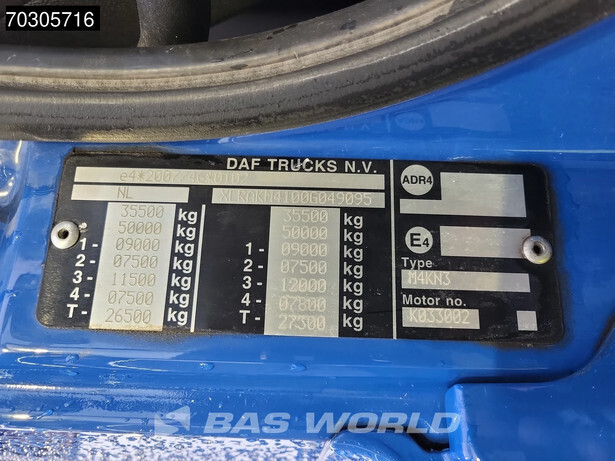 70305716
DAF TRUCKS N.V.
NL
35500 kg 35500 kg
50000 kg 50000 kg
1- 09000 kg 1- 09000 kg
2- 07500 kg 2- 07500 kg
3- 11500 kg 3- 12000 kg
4- 07500 kg 4- kg
T- 26500 kg T- 27300 kg
ADR4
E4
Type
M4KN3
Motor no.
K033002
BAS WORLD